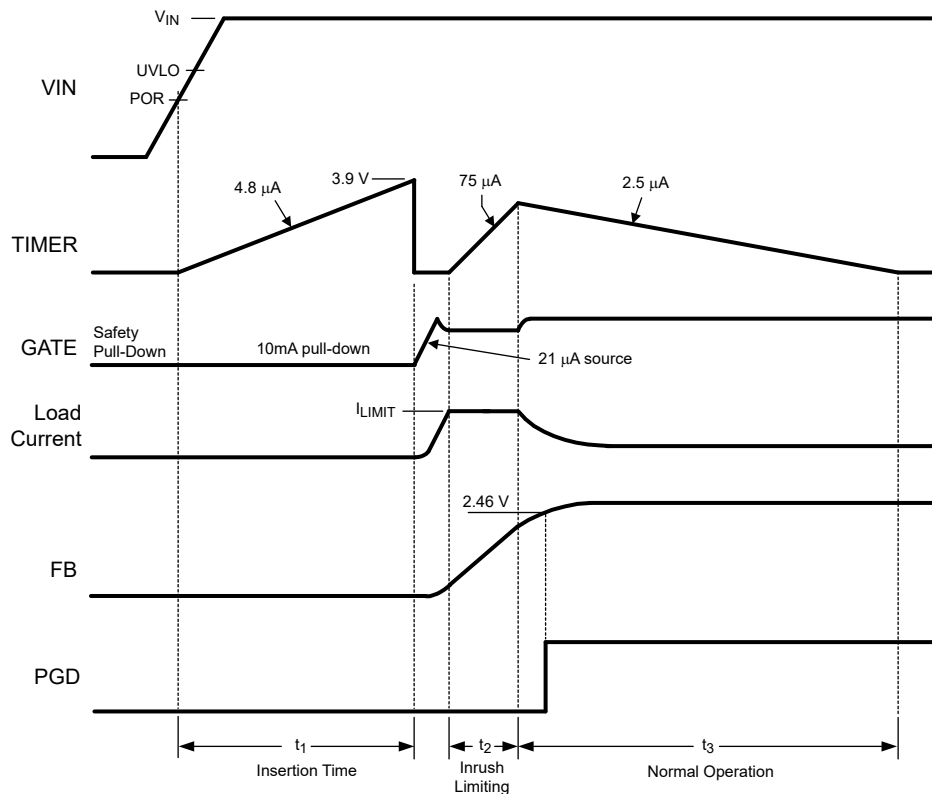 VIN
UVLO
VIN
POR
3.9 V
4.8 μA
75 μA
2.5 μA
TIMER
Safety
Pull-Down
GATE
10mA pull-down
21 μA source
Load
Current
ILIMIT
2.46 V
FB
PGD
t1
t2
t3
Insertion Time
Inrush
Limiting
Normal Operation